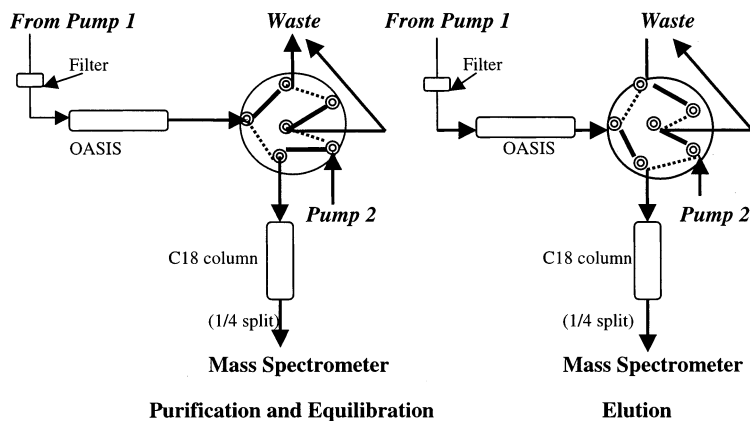 From Pump 1
Waste
Filter
OASIS
Pump 2
C18 column
(1/4 split)
Mass Spectrometer
Purification and Equilibration
From Pump 1
Waste
Filter
OASIS
Pump 2
C18 column
(1/4 split)
Mass Spectrometer
Elution